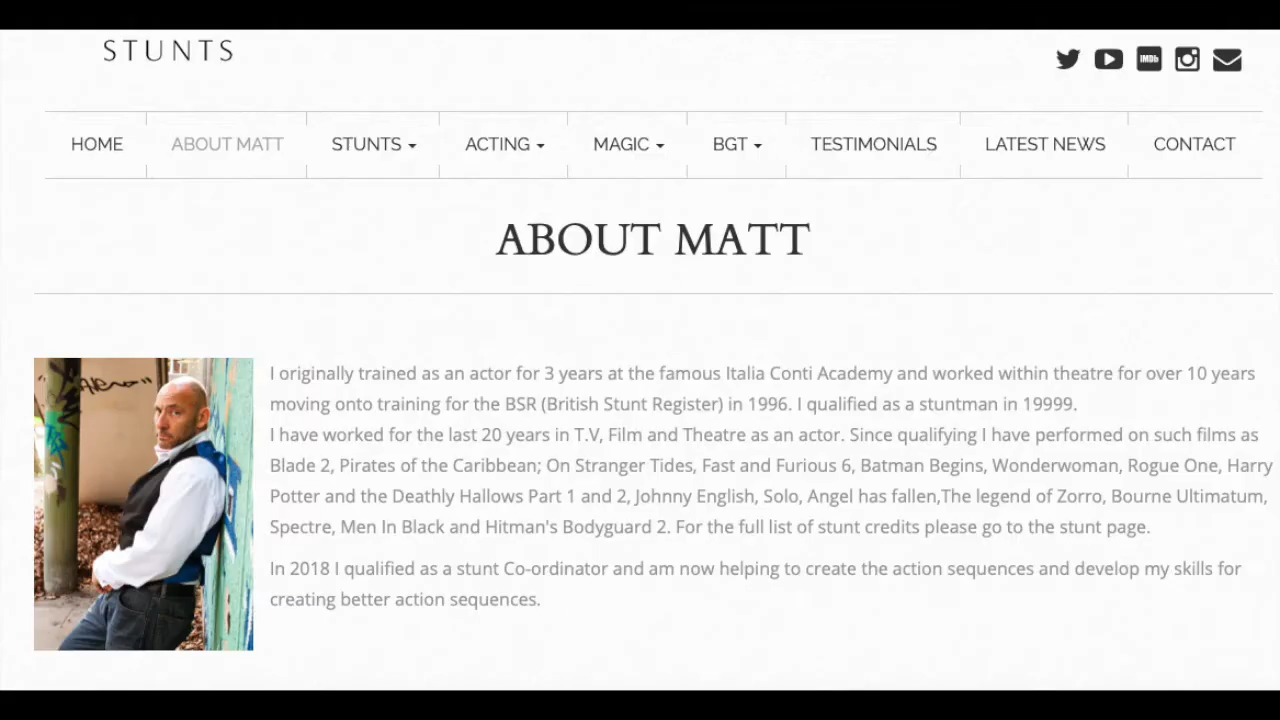 STUNTS
IMDb
HOME ABOUT MATT STUNTS ACTING MAGIC BGT TESTIMONIALS LATEST NEWS CONTACT
ABOUT MATT
I originally trained as an actor for 3 years at the famous Italia Conti Academy and worked within theatre for over 10 years
moving onto training for the BSR (British Stunt Register) in 1996. I qualified as a stuntman in 19999.
I have worked for the last 20 years in T.V, Film and Theatre as an actor. Since qualifying I have performed on such films as
Blade 2, Pirates of the Caribbean; On Stranger Tides, Fast and Furious 6, Batman Begins, Wonderwoman, Rogue One, Harry
Potter and the Deathly Hallows Part 1 and 2, Johnny English, Solo, Angel has fallen,The legend of Zorro, Bourne Ultimatum,
Spectre, Men In Black and Hitman's Bodyguard 2. For the full list of stunt credits please go to the stunt page.
In 2018 I qualified as a stunt Co-ordinator and am now helping to create the action sequences and develop my skills for
creating better action sequences.